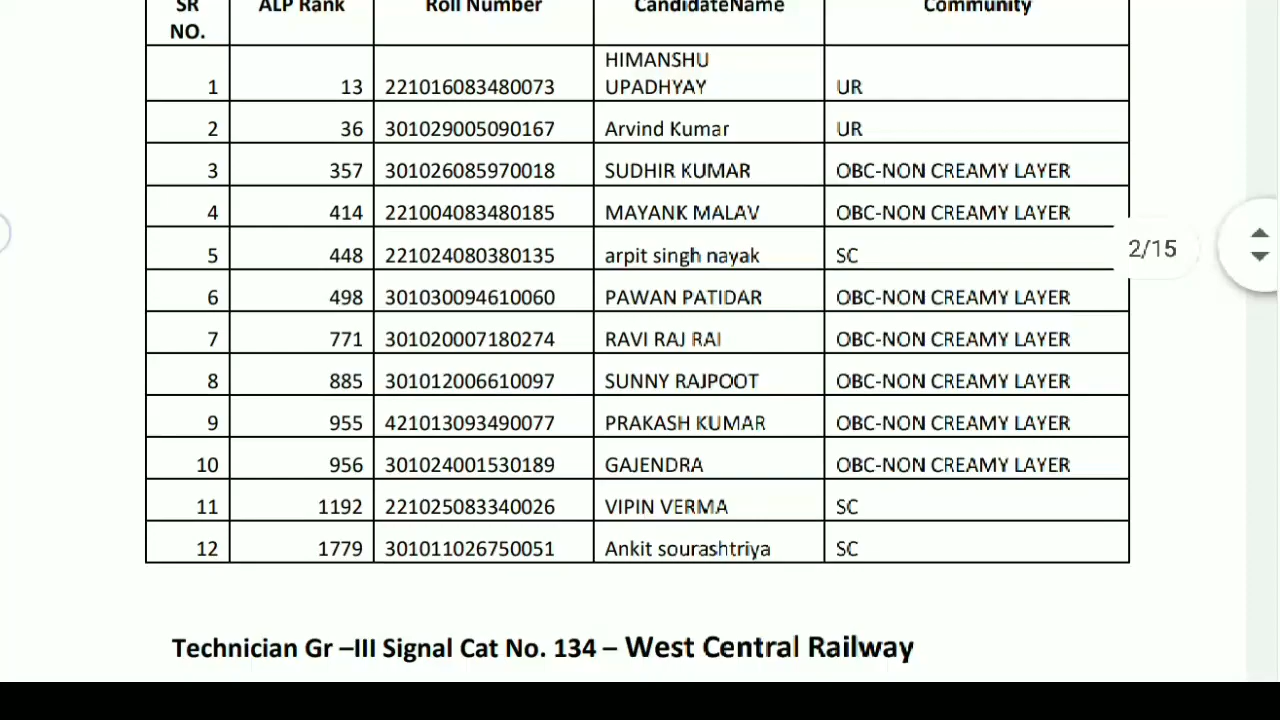 SR NO. ALP Rank Roll Number CandidateName Community
1 13 221016083480073 HIMANSHU UPADHYAY UR
2 36 301029005090167 Arvind Kumar UR
3 357 301026085970018 SUDHIR KUMAR OBC-NON CREAMY LAYER
4 414 221004083480185 MAYANK MALAV OBC-NON CREAMY LAYER
5 448 221024080380135 arpit singh nayak SC
2/15
6 498 301030094610060 PAWAN PATIDAR OBC-NON CREAMY LAYER
7 771 301020007180274 RAVI RAJ RAI OBC-NON CREAMY LAYER
8 885 301012006610097 SUNNY RAJPOOT OBC-NON CREAMY LAYER
9 955 421013093490077 PRAKASH KUMAR OBC-NON CREAMY LAYER
10 956 301024001530189 GAJENDRA OBC-NON CREAMY LAYER
11 1192 221025083340026 VIPIN VERMA SC
12 1779 301011026750051 Ankit sourashtriya SC
Technician Gr –III Signal Cat No. 134 – West Central Railway